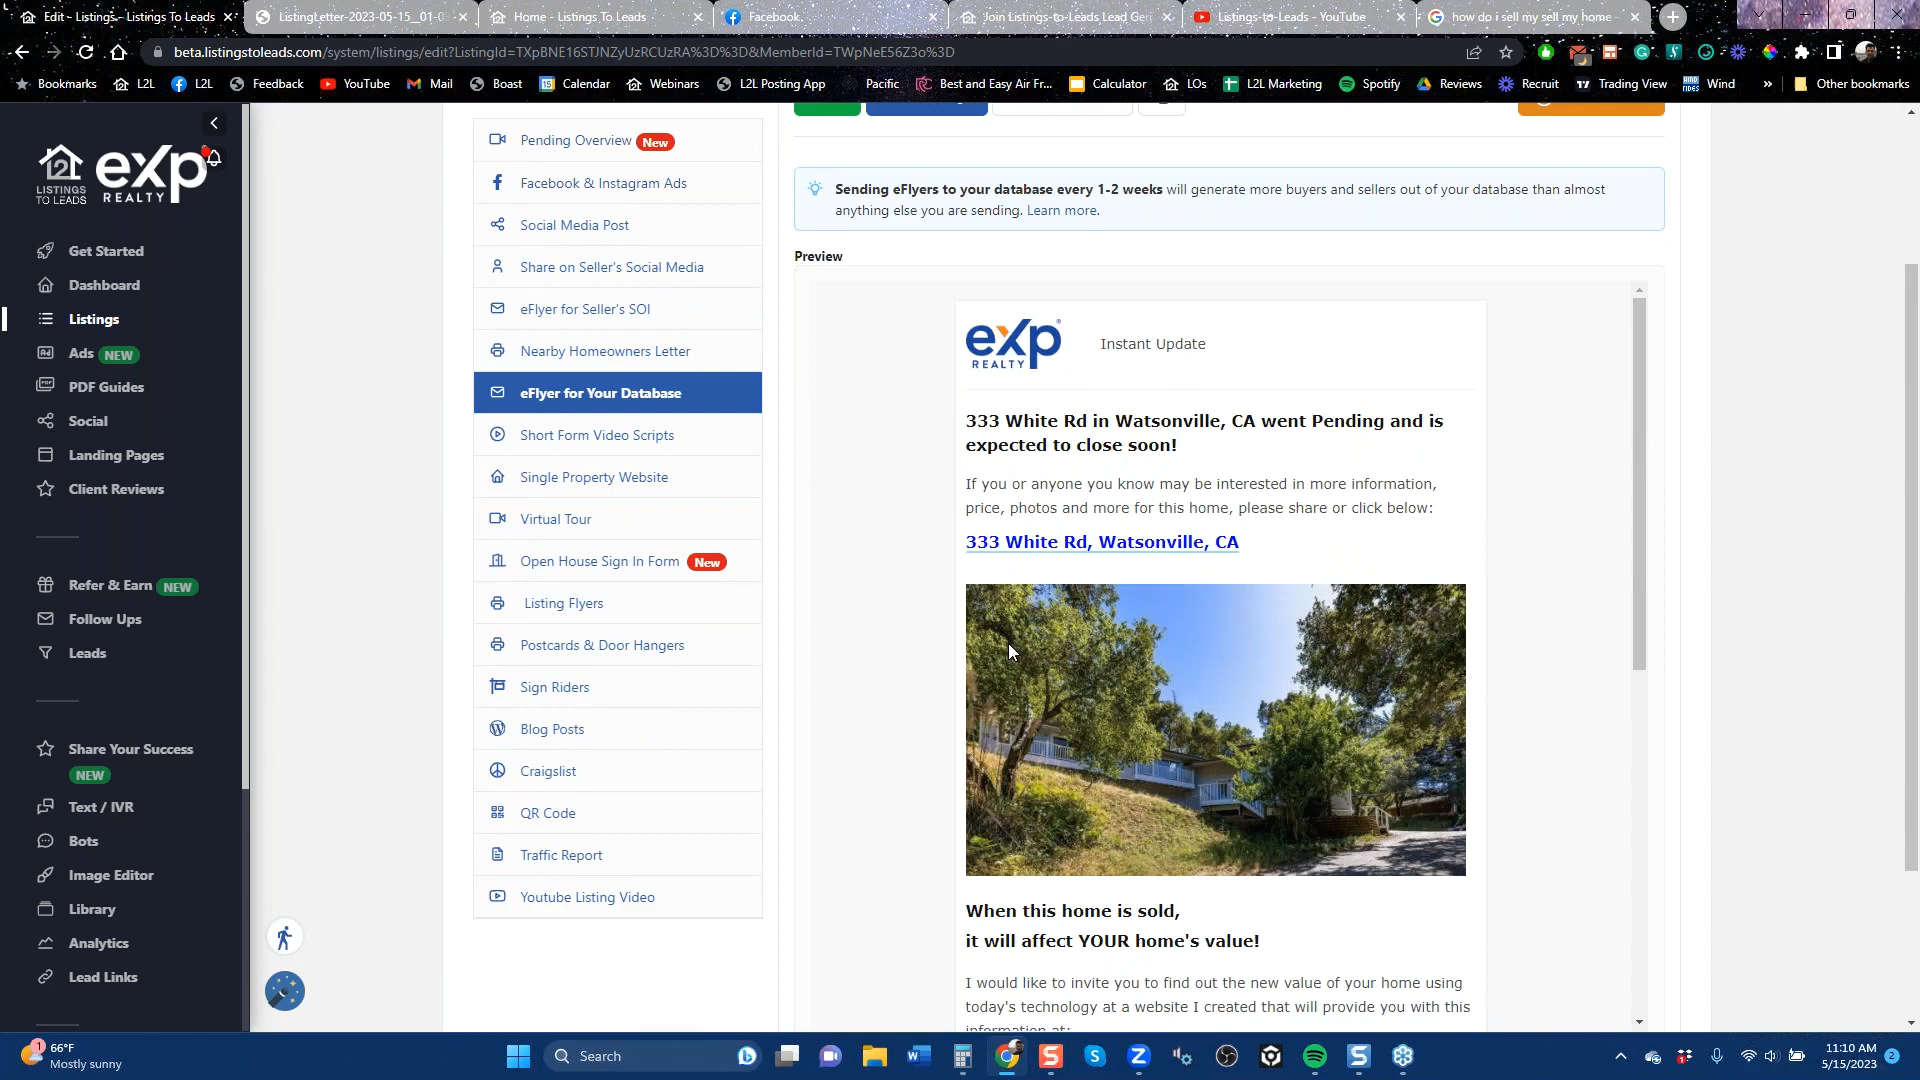 Edit - Listings - Listings To Leads
ListingLetter-2023-05-15__01-0
Home - Listings To Leads
Facebook.
Join Listings-to-Leads Lead Gen
Listings-to-Leads - YouTube
how do i sell my sell my home
beta.listingstoleads.com/system/listings/edit?ListingId=TXpBNE16STJNZyUzRCUzRA%3D%3D&MemberId=TWpNeE56Z3o%3D
Bookmarks
L2L
L2L
Feedback
YouTube
Mail
Boast
Calendar
Webinars
L2L Posting App
Pacific
Best and Easy Air Fr...
Calculator
LOs
L2L Marketing
Spotify
Reviews
Recruit
Trading View
Wind
Other bookmarks
LISTINGS
TO LEADS
exp
REALTY
Get Started
Dashboard
Listings
Ads NEW
PDF Guides
Social
Landing Pages
Client Reviews
Refer & Earn NEW
Follow Ups
Leads
Share Your Success
NEW
Text / IVR
Bots
Image Editor
Library
Analytics
Lead Links
Pending Overview New
Facebook & Instagram Ads
Social Media Post
Share on Seller's Social Media
eFlyer for Seller's SOI
Nearby Homeowners Letter
eFlyer for Your Database
Short Form Video Scripts
Single Property Website
Virtual Tour
Open House Sign In Form New
Listing Flyers
Postcards & Door Hangers
Sign Riders
Blog Posts
Craigslist
QR Code
Traffic Report
Youtube Listing Video
Sending eFlyers to your database every 1-2 weeks will generate more buyers and sellers out of your database than almost
anything else you are sending. Learn more.
Preview
exp
REALTY
Instant Update
333 White Rd in Watsonville, CA went Pending and is
expected to close soon!
If you or anyone you know may be interested in more information,
price, photos and more for this home, please share or click below:
333 White Rd, Watsonville, CA
When this home is sold,
it will affect YOUR home's value!
I would like to invite you to find out the new value of your home using
today's technology at a website I created that will provide you with this
information at:
66°F
Mostly sunny
Search
11:10 AM
5/15/2023